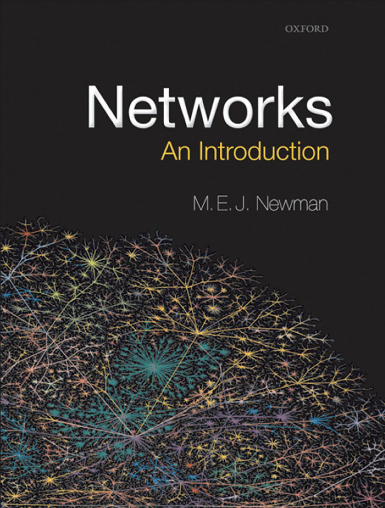 OXFORD
Networks
An Introduction
M. E. J. Newman